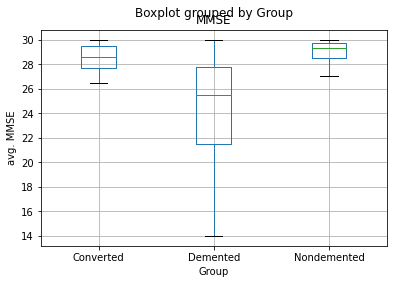 Boxplot grouped by Group
MMSE
30
28
26
24
22
20
18
16
14
avg. MMSE
Converted
Demented
Nondemented
Group